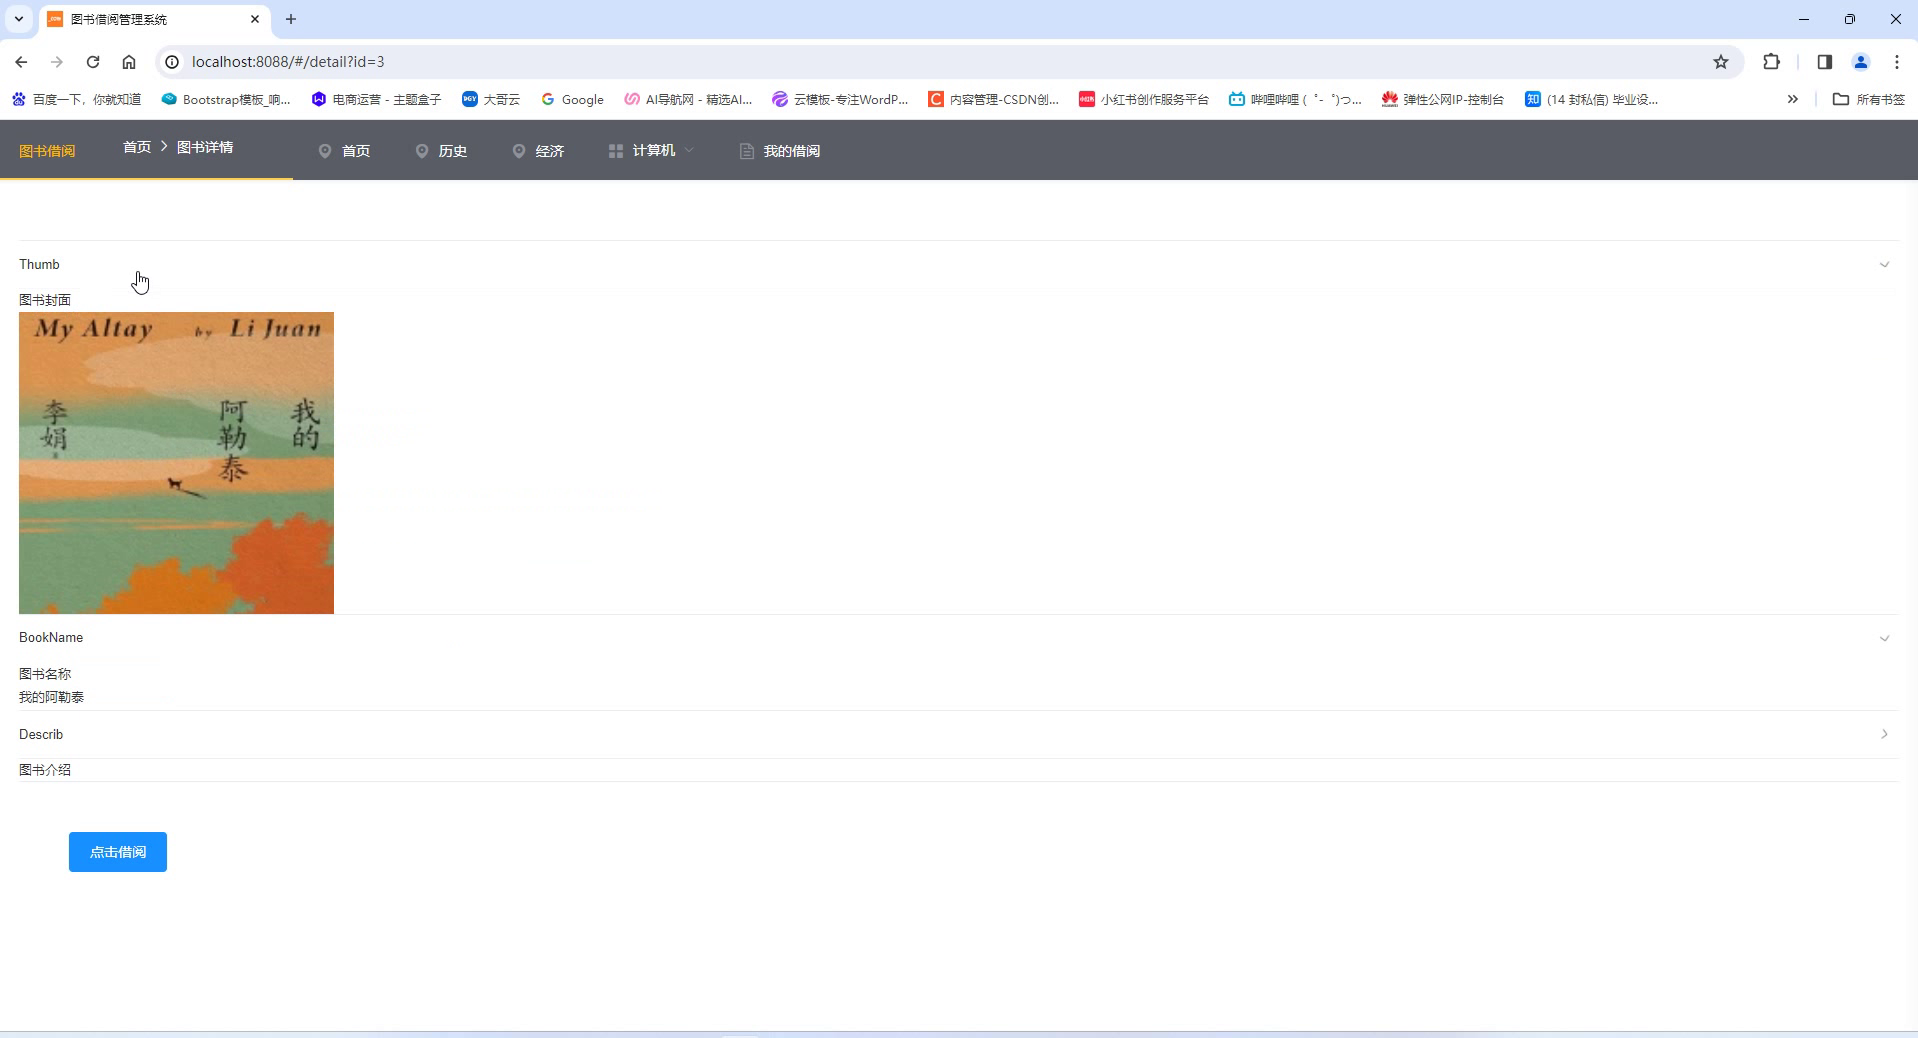 图书借阅管理系统
localhost:8088/#/detail?id=3
百度一下，你就知道 Bootstrap模板_响... 电商运营 - 主题盒子 大哥云 Google AI导航网 - 精选AI... 云模板-专注WordP... 内容管理-CSDN创... 小红书创作服务平台 哔哩哔哩 ( ゜- ゜)つ... 弹性公网IP-控制台 (14 封私信) 毕业设... 所有书签
图书借阅 首页 > 图书详情 首页 历史 经济 计算机 我的借阅
Thumb
图书封面
My Altay by Li Juan
我的
阿勒泰
李娟
BookName
图书名称
我的阿勒泰
Describ
图书介绍
点击借阅